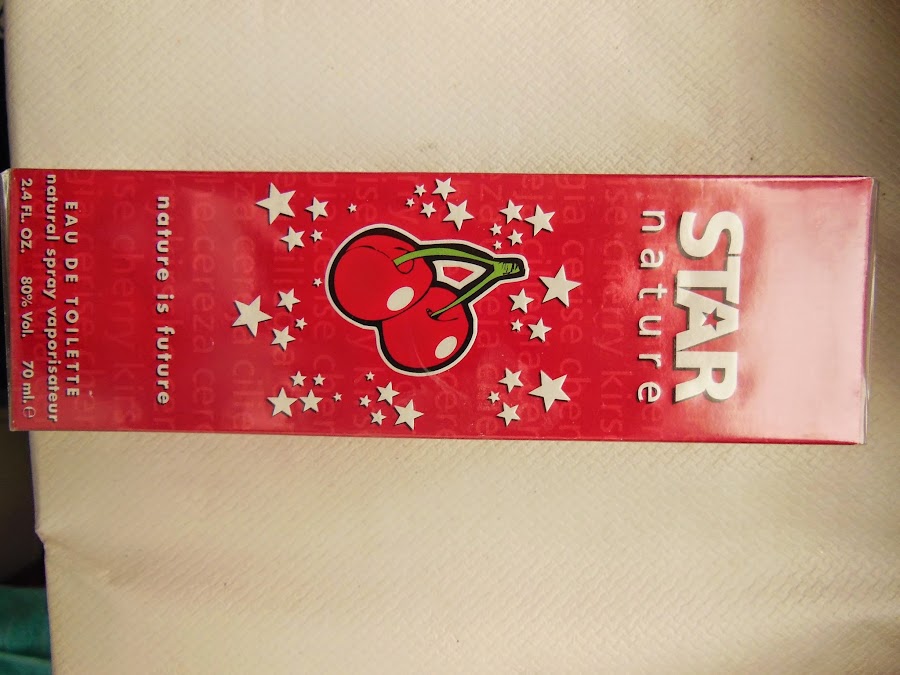 STAR
nature
nature is future
EAU DE TOILETTE
natural spray vaporisateur
2.4 FL. OZ. 80% Vol. 70 ml. e